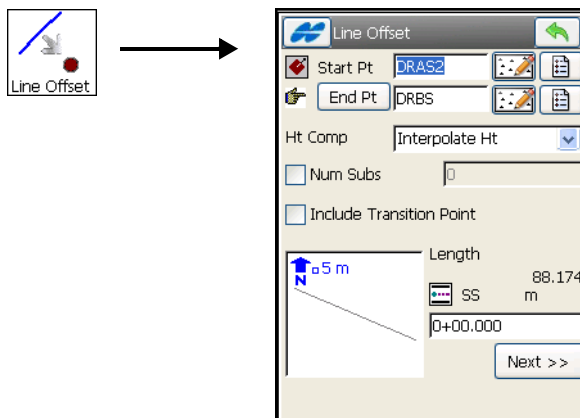 Line Offset
Line Offset
Start Pt DRAS2
End Pt DRBS
Ht Comp Interpolate Ht
Num Subs 0
Include Transition Point
5 m
N
Length
88.174
SS m
0+00.000
Next >>